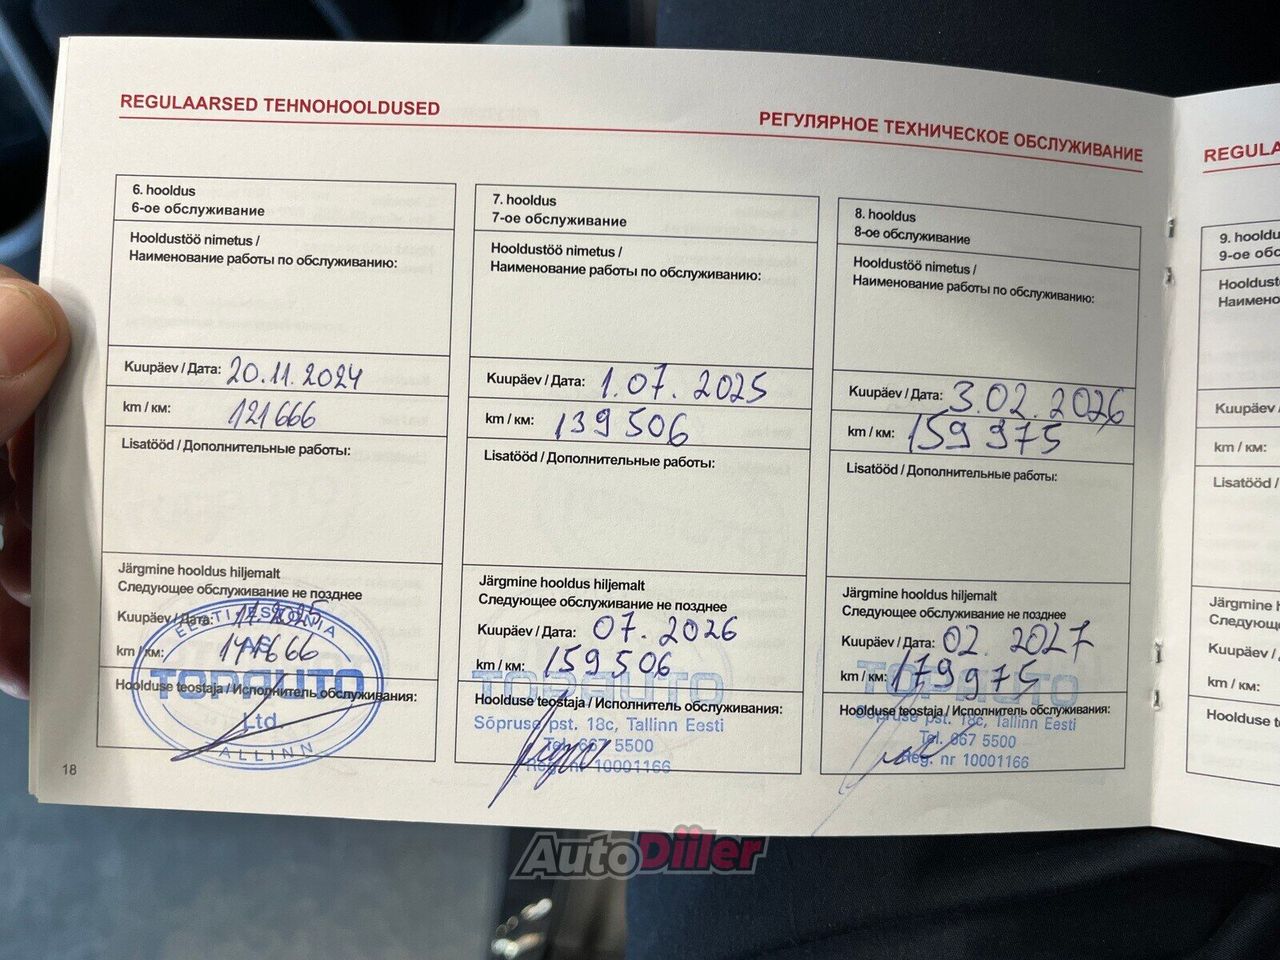 REGULAARSED TEHNOHOOLDUSED
РЕГУЛЯРНОЕ ТЕХНИЧЕСКОЕ ОБСЛУЖИВАНИЕ
6. hooldus
6-ое обслуживание
Hooldustöö nimetus /
Наименование работы по обслуживанию:
Kuupäev / Дата: 20.11.2024
km / км: 121666
Lisatööd / Дополнительные работы:
Järgmine hooldus hiljemalt
Следующее обслуживание не позднее
Kuupäev / Дата:
km / км:
Hoolduse teostaja / Исполнитель обслуживания:
EESTI ESTONIA
AS
TOPAUTO
Ltd.
TALLINN
18
7. hooldus
7-ое обслуживание
Hooldustöö nimetus /
Наименование работы по обслуживанию:
Kuupäev / Дата: 1.07.2025
km / км: 139506
Lisatööd / Дополнительные работы:
Järgmine hooldus hiljemalt
Следующее обслуживание не позднее
Kuupäev / Дата: 07.2026
km / км: 159506
TOPAUTO
Hoolduse teostaja / Исполнитель обслуживания:
Sõpruse pst. 18c, Tallinn Eesti
Tel. 667 5500
Reg. nr 10001166
8. hooldus
8-ое обслуживание
Hooldustöö nimetus /
Наименование работы по обслуживанию:
Kuupäev / Дата: 3.02.2026
km / км: 159975
Lisatööd / Дополнительные работы:
Järgmine hooldus hiljemalt
Следующее обслуживание не позднее
Kuupäev / Дата: 02.2027
km / км: 179975
TOPAUTO
Hoolduse teostaja / Исполнитель обслуживания:
Sõpruse pst. 18c, Tallinn Eesti
Tel. 667 5500
Reg. nr 10001166
REGULA
9. hooldu
9-ое обс
Hooldust
Наимено
Kuupäev /
km / км:
Lisatööd /
Järgmine h
Следующе
Kuupäev /
km / км:
Hoolduse t
AutoDiiler